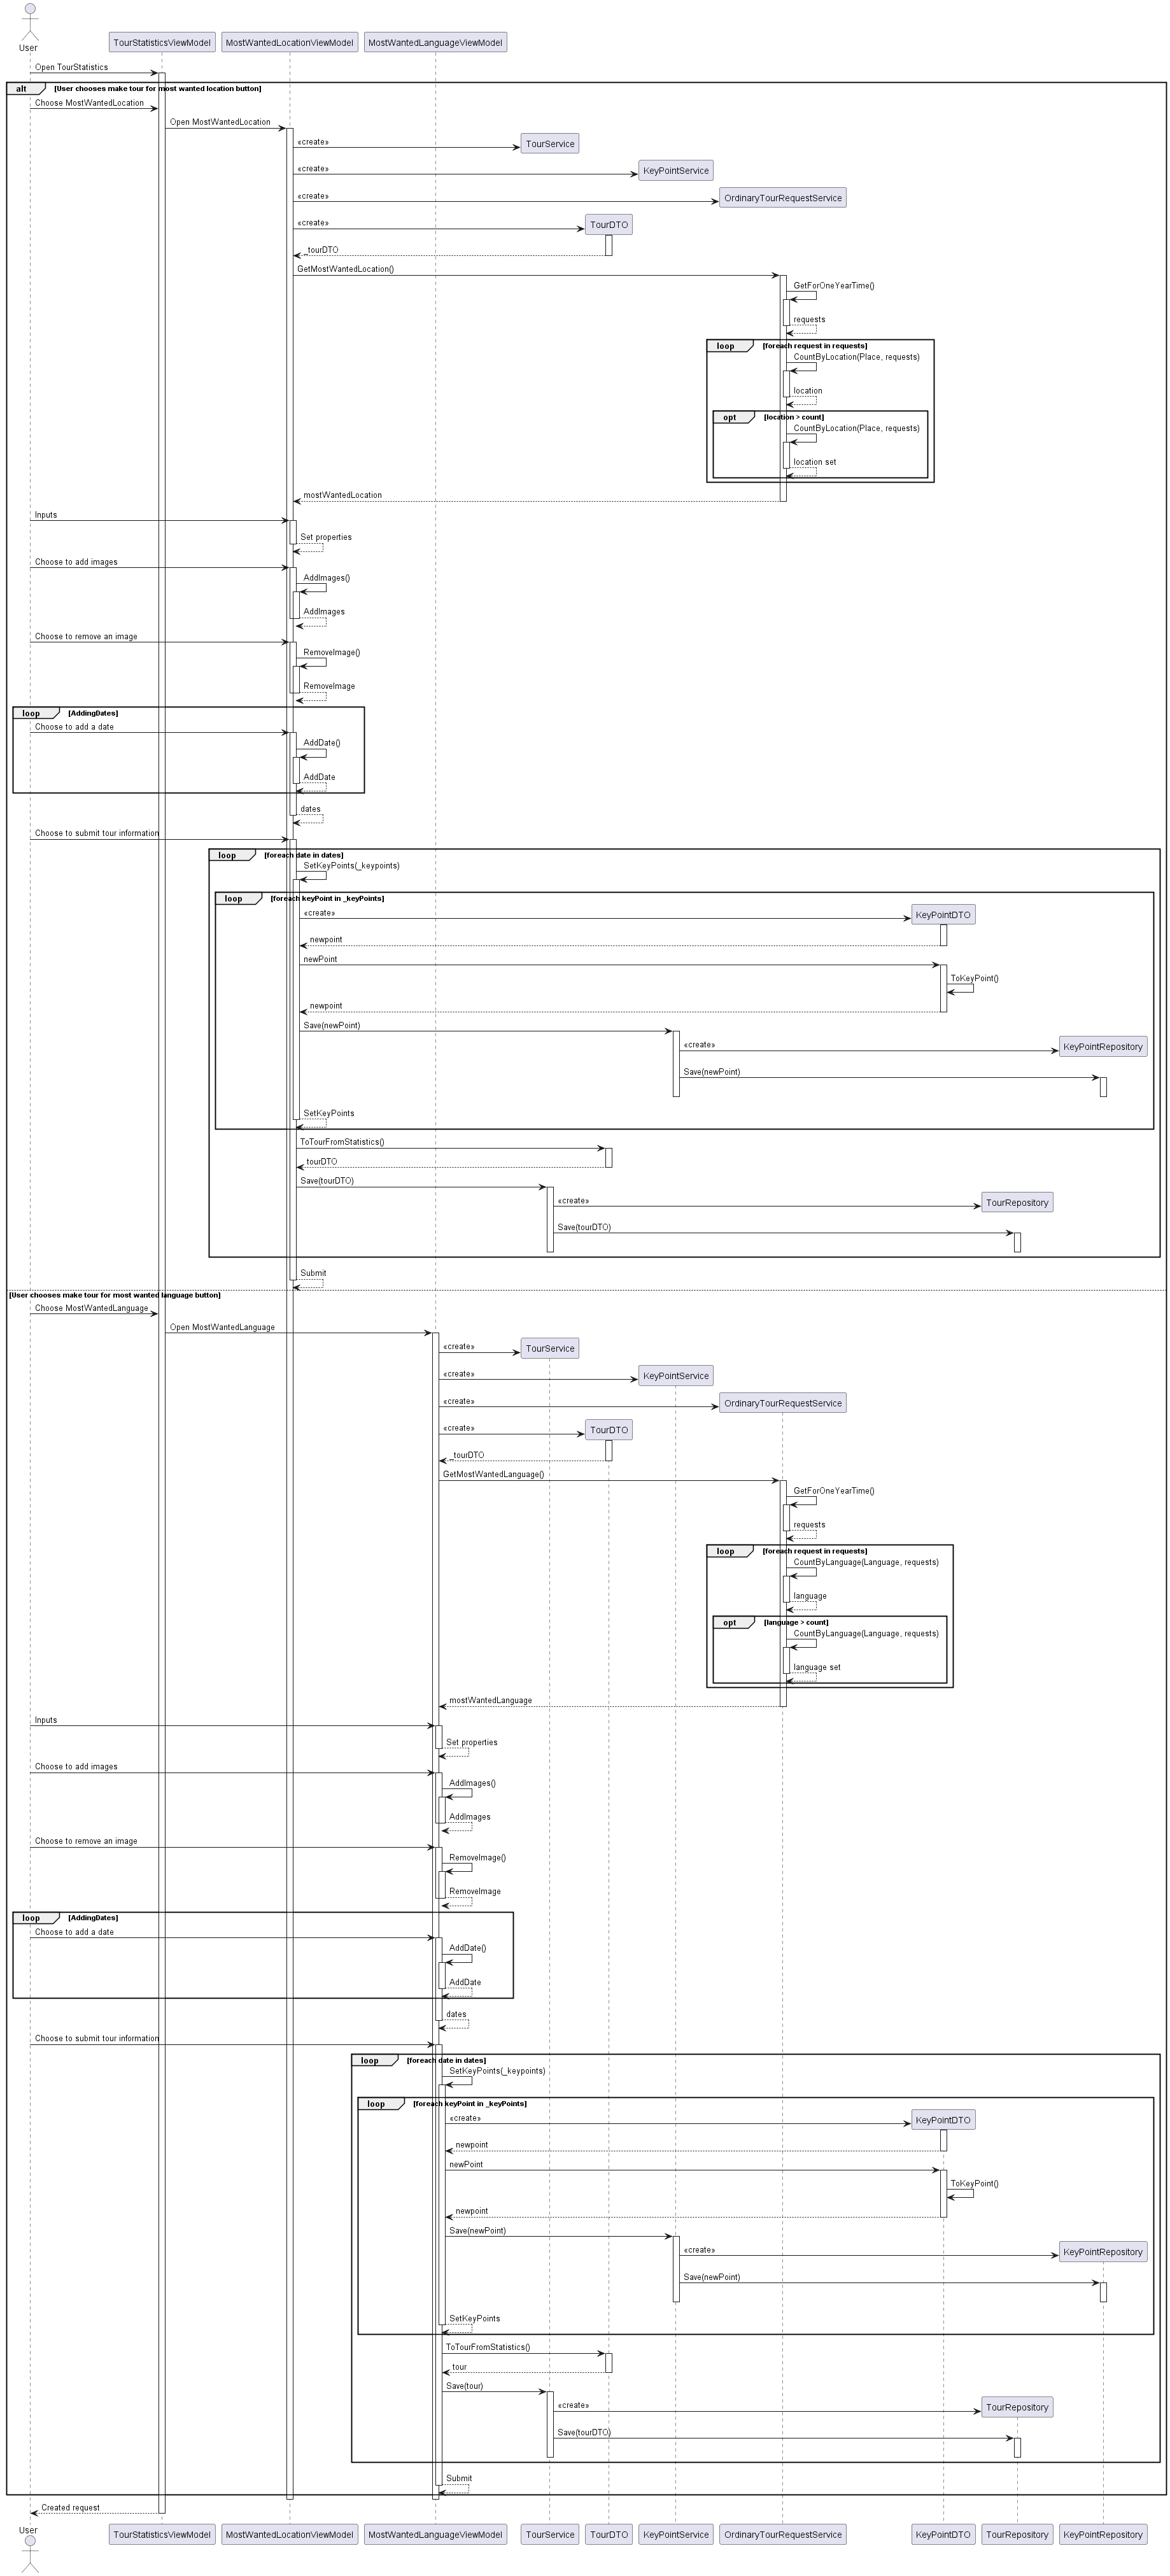 User
TourStatisticsViewModel
MostWantedLocationViewModel
MostWantedLanguageViewModel
Open TourStatistics
alt [User chooses make tour for most wanted location button]
Choose MostWantedLocation
Open MostWantedLocation
«create»
TourService
«create»
KeyPointService
«create»
OrdinaryTourRequestService
«create»
TourDTO
_tourDTO
GetMostWantedLocation()
GetForOneYearTime()
requests
loop [foreach request in requests]
CountByLocation(Place, requests)
location
opt [location > count]
CountByLocation(Place, requests)
location set
mostWantedLocation
Inputs
Set properties
Choose to add images
AddImages()
AddImages
Choose to remove an image
RemoveImage()
RemoveImage
loop [AddingDates]
Choose to add a date
AddDate()
AddDate
dates
Choose to submit tour information
loop [foreach date in dates]
SetKeyPoints(_keypoints)
loop [foreach keyPoint in _keyPoints]
«create»
KeyPointDTO
newpoint
newPoint
ToKeyPoint()
newpoint
Save(newPoint)
«create»
KeyPointRepository
Save(newPoint)
SetKeyPoints
ToTourFromStatistics()
tourDTO
Save(tourDTO)
«create»
TourRepository
Save(tourDTO)
Submit
[User chooses make tour for most wanted language button]
Choose MostWantedLanguage
Open MostWantedLanguage
«create»
TourService
«create»
KeyPointService
«create»
OrdinaryTourRequestService
«create»
TourDTO
_tourDTO
GetMostWantedLanguage()
GetForOneYearTime()
requests
loop [foreach request in requests]
CountByLanguage(Language, requests)
language
opt [language > count]
CountByLanguage(Language, requests)
language set
mostWantedLanguage
Inputs
Set properties
Choose to add images
AddImages()
AddImages
Choose to remove an image
RemoveImage()
RemoveImage
loop [AddingDates]
Choose to add a date
AddDate()
AddDate
dates
Choose to submit tour information
loop [foreach date in dates]
SetKeyPoints(_keypoints)
loop [foreach keyPoint in _keyPoints]
«create»
KeyPointDTO
newpoint
newPoint
ToKeyPoint()
newpoint
Save(newPoint)
«create»
KeyPointRepository
Save(newPoint)
SetKeyPoints
ToTourFromStatistics()
tour
Save(tour)
«create»
TourRepository
Save(tourDTO)
Submit
Created request
User
TourStatisticsViewModel
MostWantedLocationViewModel
MostWantedLanguageViewModel
TourService
TourDTO
KeyPointService
OrdinaryTourRequestService
KeyPointDTO
TourRepository
KeyPointRepository